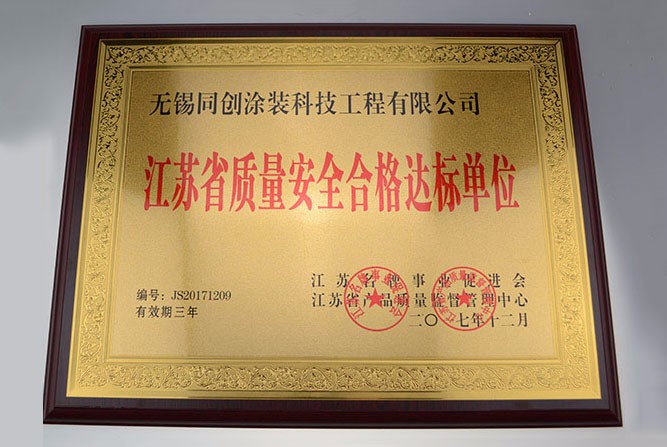 无锡同创涂装科技工程有限公司
江苏省质量安全合格达标单位
编号：JS20171209
有效期三年
江苏名牌事业促进会
江苏省产品质量监督管理中心
二〇一七年十二月